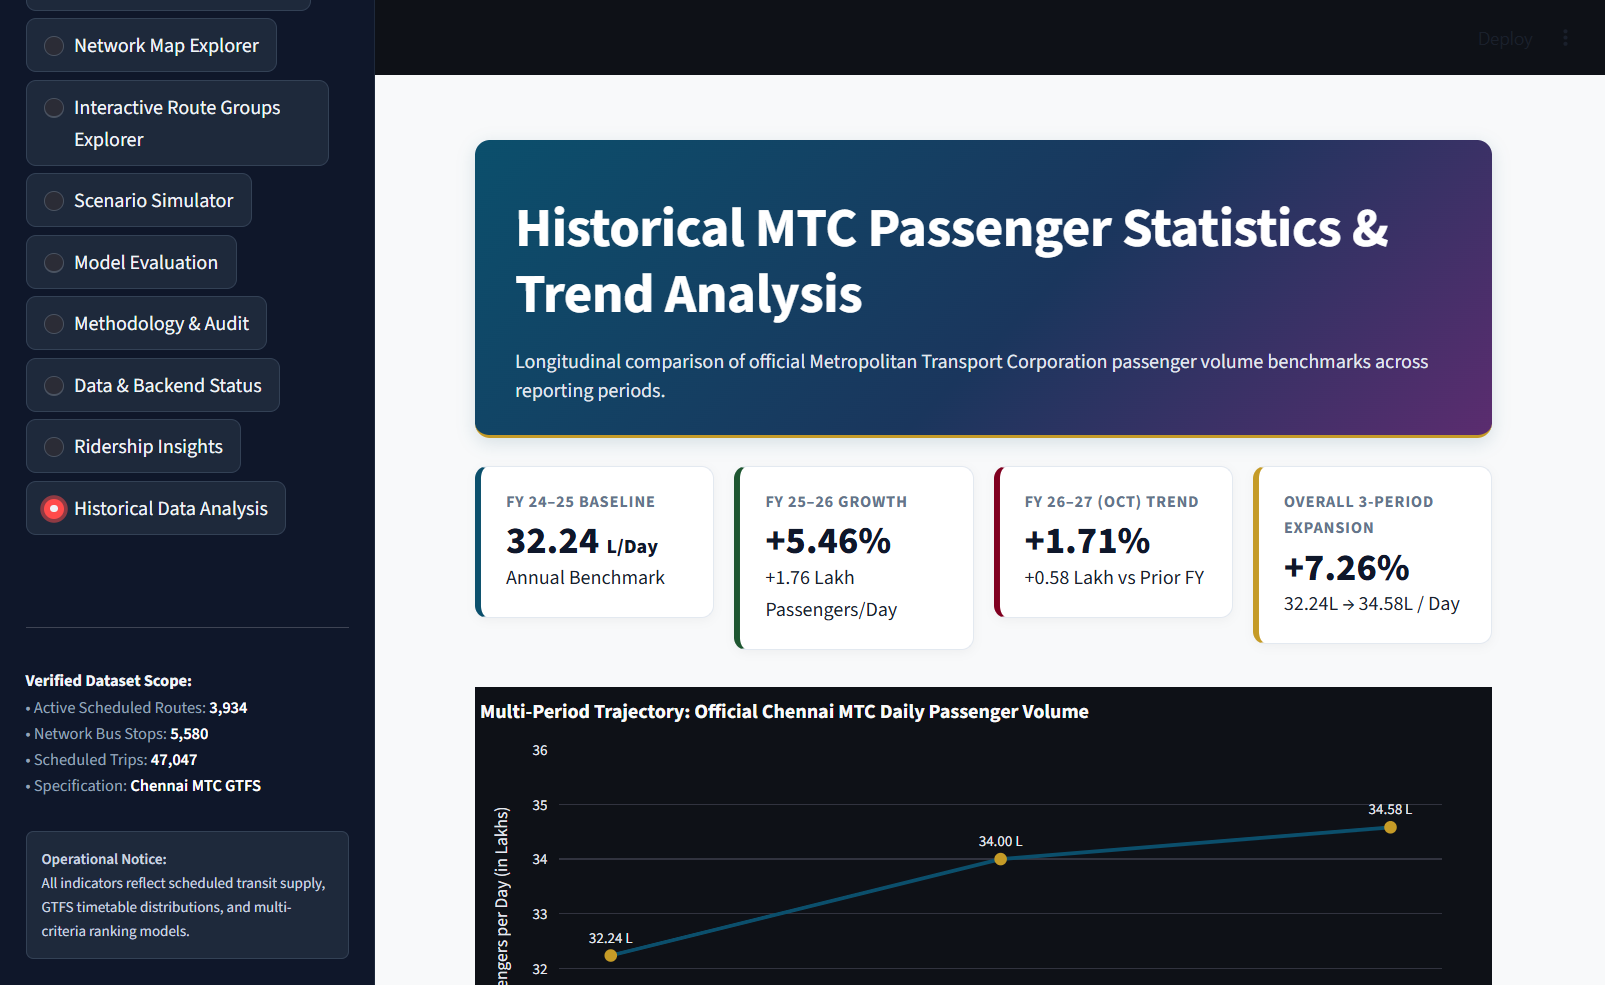 Network Map Explorer
Interactive Route Groups
Explorer
Scenario Simulator
Model Evaluation
Methodology & Audit
Data & Backend Status
Ridership Insights
Historical Data Analysis
Verified Dataset Scope:
• Active Scheduled Routes: 3,934
• Network Bus Stops: 5,580
• Scheduled Trips: 47,047
• Specification: Chennai MTC GTFS
Operational Notice:
All indicators reflect scheduled transit supply,
GTFS timetable distributions, and multi-
criteria ranking models.
Deploy
Historical MTC Passenger Statistics &
Trend Analysis
Longitudinal comparison of official Metropolitan Transport Corporation passenger volume benchmarks across
reporting periods.
FY 24–25 BASELINE
32.24 L/Day
Annual Benchmark
FY 25–26 GROWTH
+5.46%
+1.76 Lakh
Passengers/Day
FY 26–27 (OCT) TREND
+1.71%
+0.58 Lakh vs Prior FY
OVERALL 3-PERIOD
EXPANSION
+7.26%
32.24L → 34.58L / Day
Multi-Period Trajectory: Official Chennai MTC Daily Passenger Volume
36
35
34
33
32
per Day (in Lakhs)
32.24 L
34.00 L
34.58 L